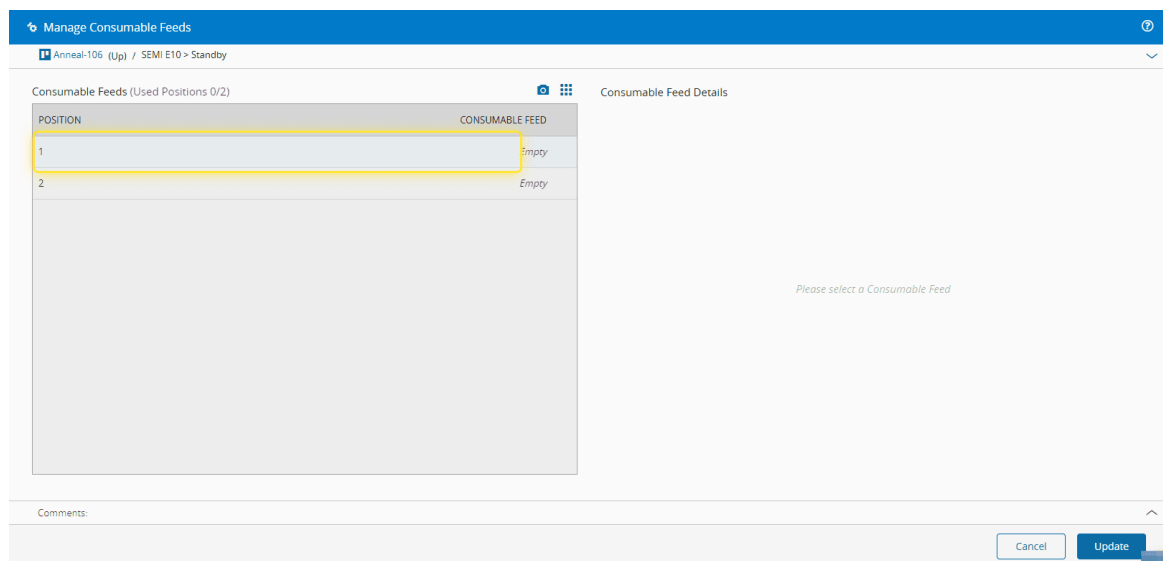 Manage Consumable Feeds
Anneal-106 (Up) / SEMI E10 > Standby
Consumable Feeds (Used Positions 0/2)
POSITION CONSUMABLE FEED
1 Empty
2 Empty
Consumable Feed Details
Please select a Consumable Feed
Comments:
Cancel Update